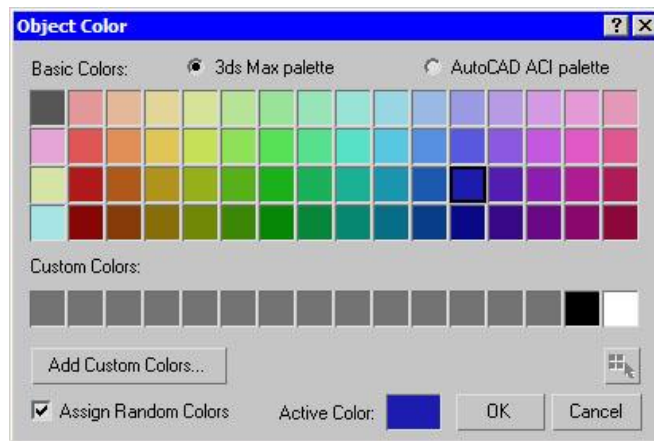 Object Color
Basic Colors: 3ds Max palette AutoCAD ACI palette
Custom Colors:
Add Custom Colors...
Assign Random Colors Active Color: OK Cancel